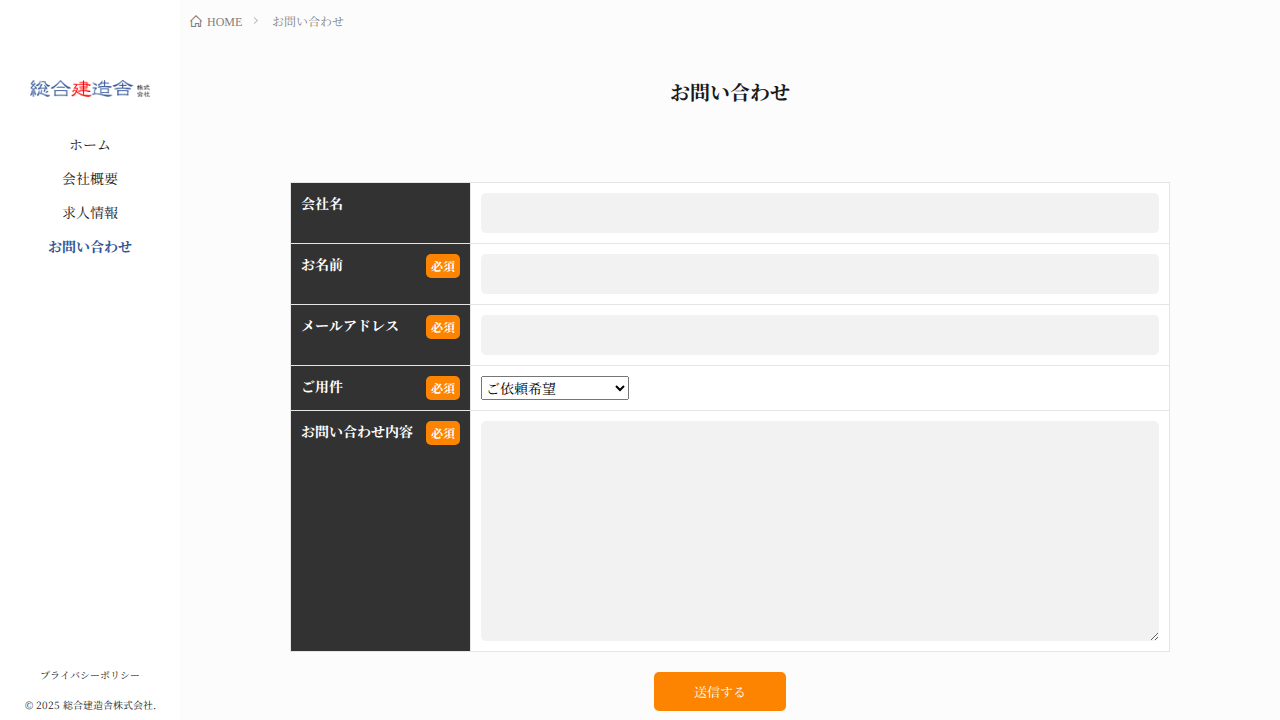 総合建造舎 株式会社
ホーム
会社概要
求人情報
お問い合わせ
プライバシーポリシー
© 2025 総合建造舎株式会社.
HOME > お問い合わせ
お問い合わせ
会社名
お名前 必須
メールアドレス 必須
ご用件 必須 ご依頼希望
お問い合わせ内容 必須
送信する